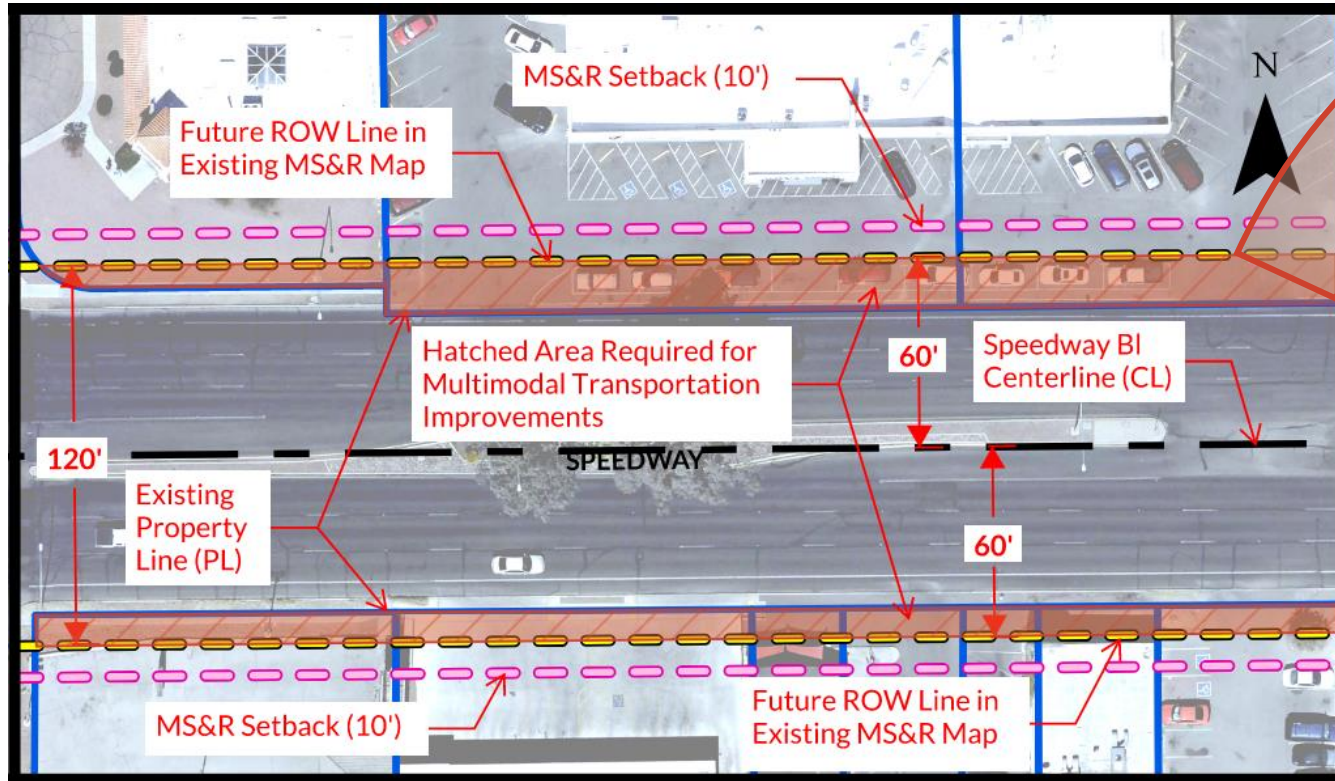 MS&R Setback (10')
N
Future ROW Line in
Existing MS&R Map
Hatched Area Required for
Multimodal Transportation
Improvements
60'
Speedway Bl
Centerline (CL)
120'
SPEEDWAY
Existing
Property
Line (PL)
60'
MS&R Setback (10')
Future ROW Line in
Existing MS&R Map